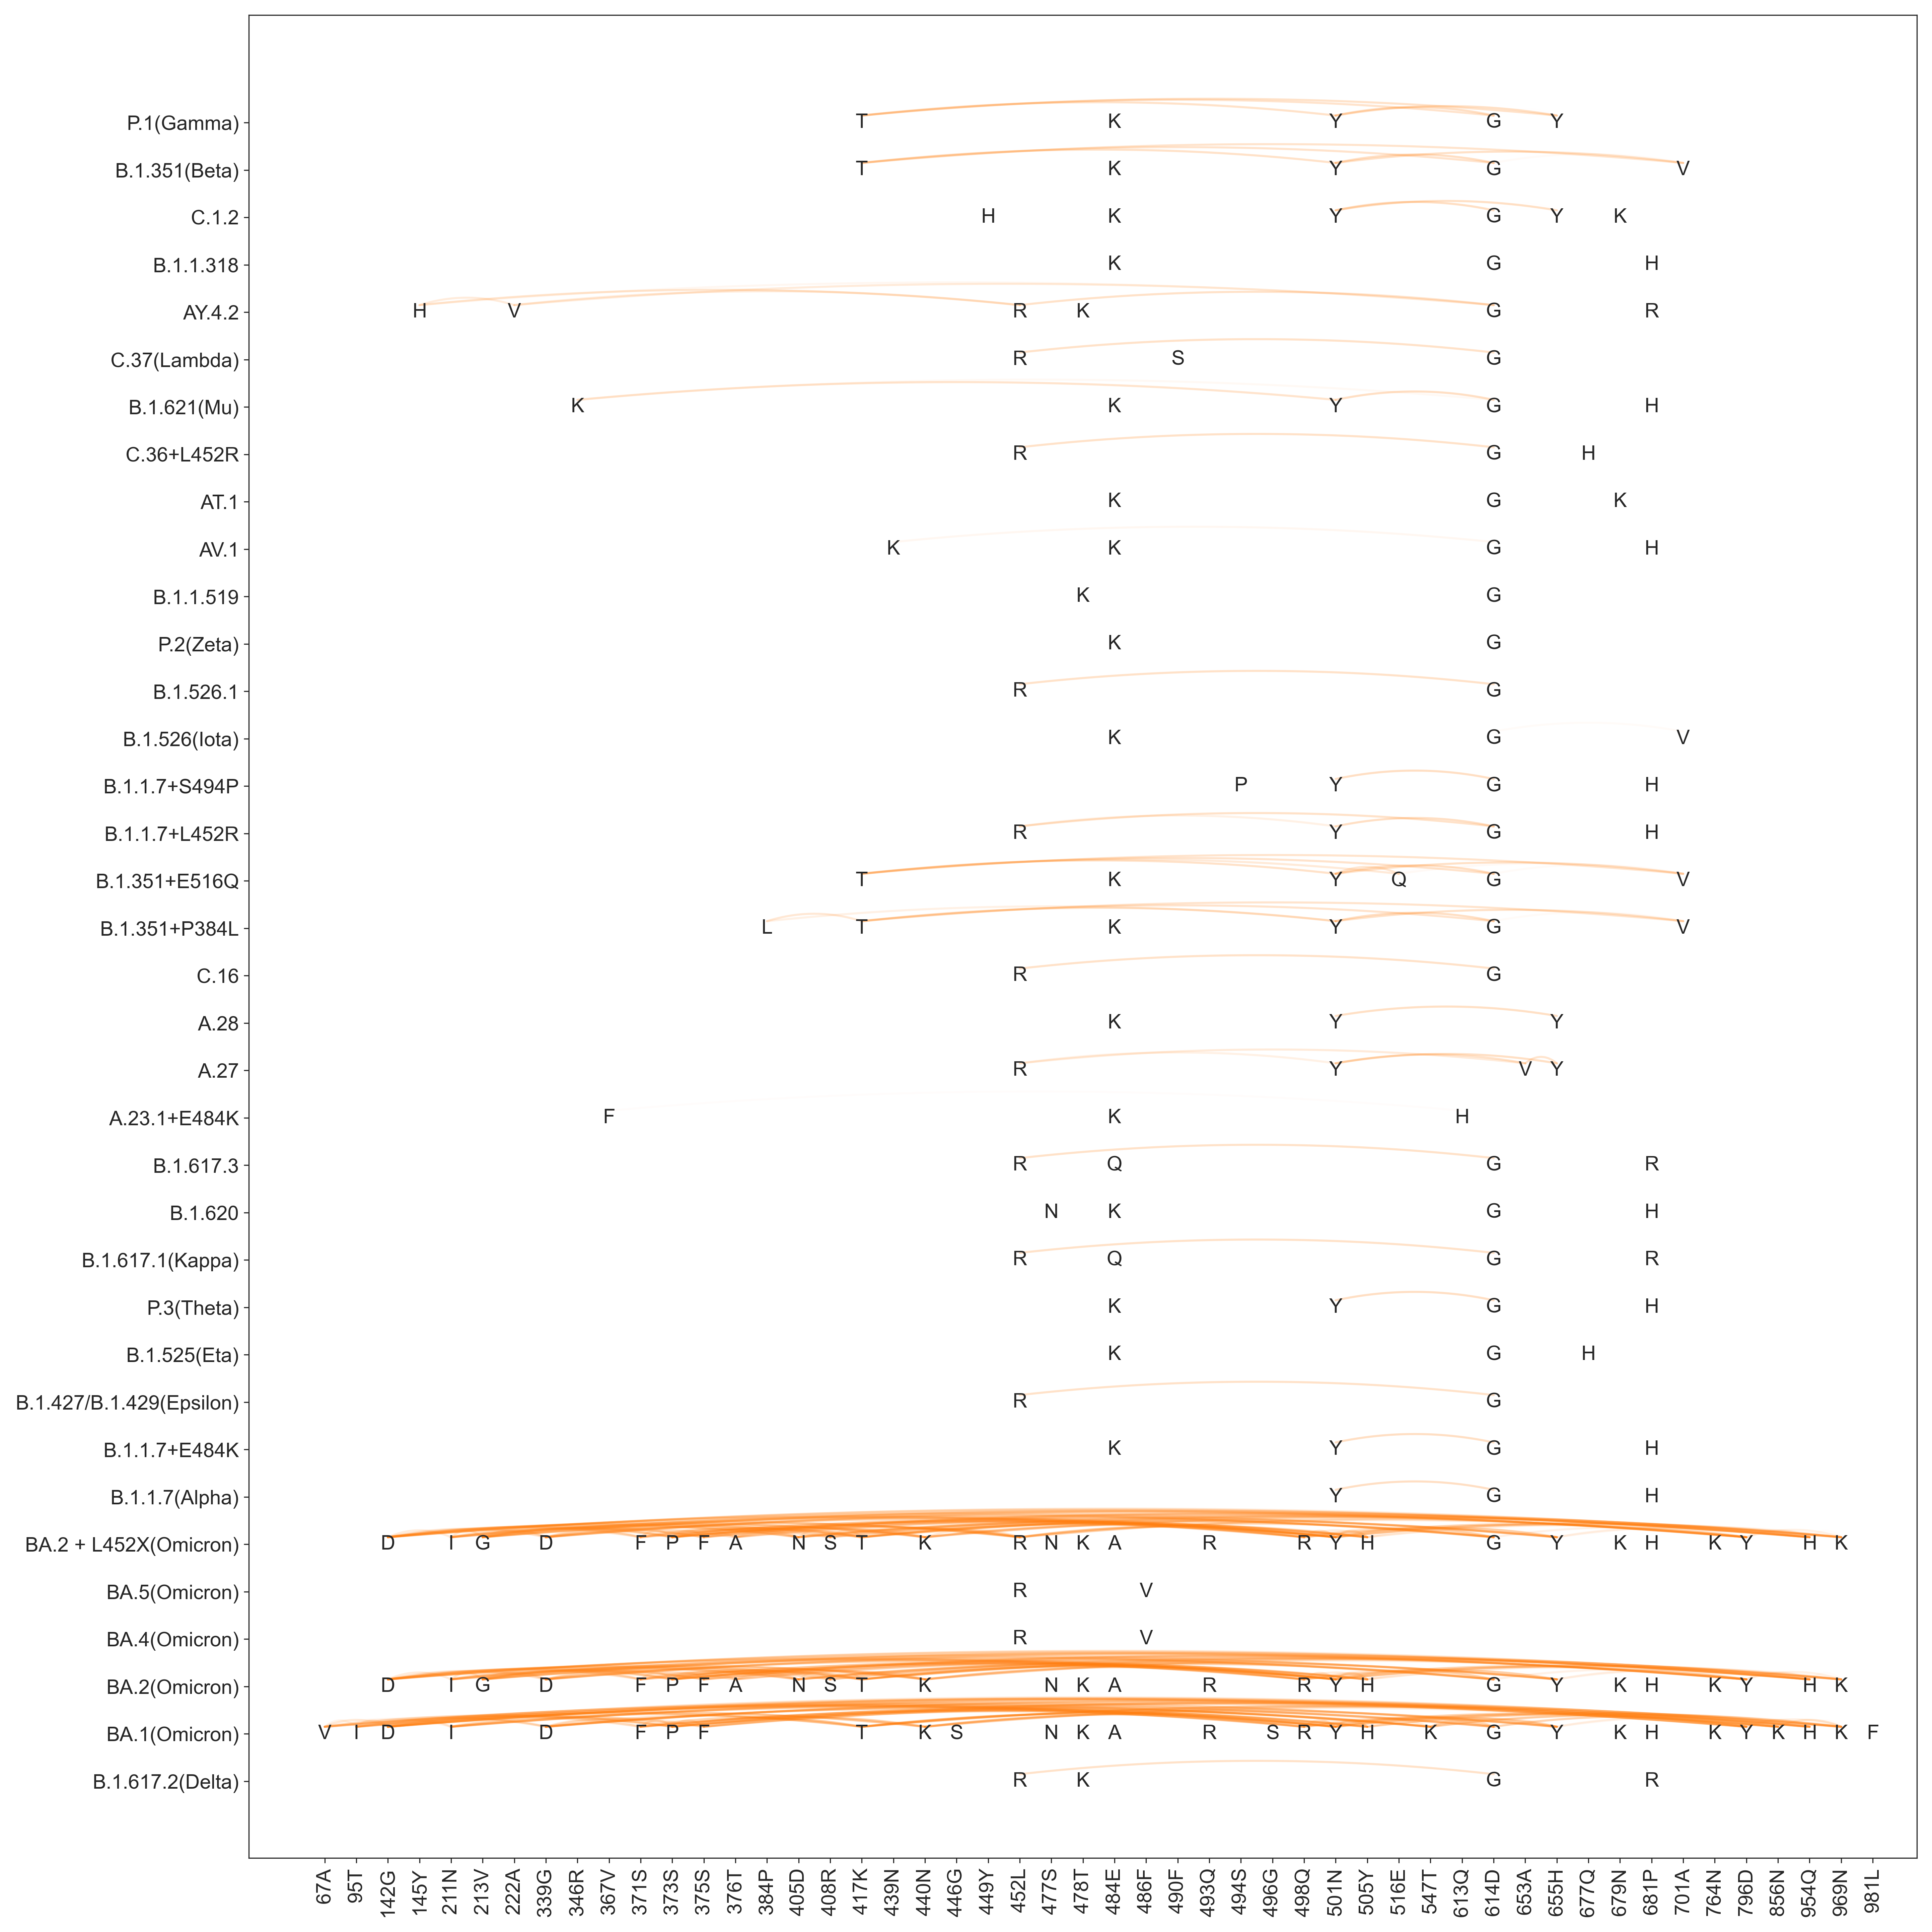 P.1(Gamma) T K Y G Y
B.1.351(Beta) T K Y G V
C.1.2 H K Y G Y K
B.1.1.318 K G H
AY.4.2 H V R K G R
C.37(Lambda) R S G
B.1.621(Mu) K K Y G H
C.36+L452R R G H
AT.1 K G K
AV.1 K K G H
B.1.1.519 K G
P.2(Zeta) K G
B.1.526.1 R G
B.1.526(Iota) K G V
B.1.1.7+S494P P Y G H
B.1.1.7+L452R R Y G H
B.1.351+E516Q T K Y Q G V
B.1.351+P384L L T K Y G V
C.16 R G
A.28 K Y Y
A.27 R Y V Y
A.23.1+E484K F K H
B.1.617.3 R Q G R
B.1.620 N K G H
B.1.617.1(Kappa) R Q G R
P.3(Theta) K Y G H
B.1.525(Eta) K G H
B.1.427/B.1.429(Epsilon) R G
B.1.1.7+E484K K Y G H
B.1.1.7(Alpha) Y G H
BA.2 + L452X(Omicron) D I G D F P F A N S T K R N K A R R Y H G Y K H K Y H K
BA.5(Omicron) R V
BA.4(Omicron) R V
BA.2(Omicron) D I G D F P F A N S T K N K A R R Y H G Y K H K Y H K
BA.1(Omicron) V I D I D F P F T K S N K A R S R Y H K G Y K H K Y K H K F
B.1.617.2(Delta) R K G R
67A 95T 142G 145Y 211N 213V 222A 339G 346R 367V 371S 373S 375S 376T 384P 405D 408R 417K 439N 440N 446G 449Y 452L 477S 478T 484E 486F 490F 493Q 494S 496G 498Q 501N 505Y 516E 547T 613Q 614D 653A 655H 677Q 679N 681P 701A 764N 796D 856N 954Q 969N 981L